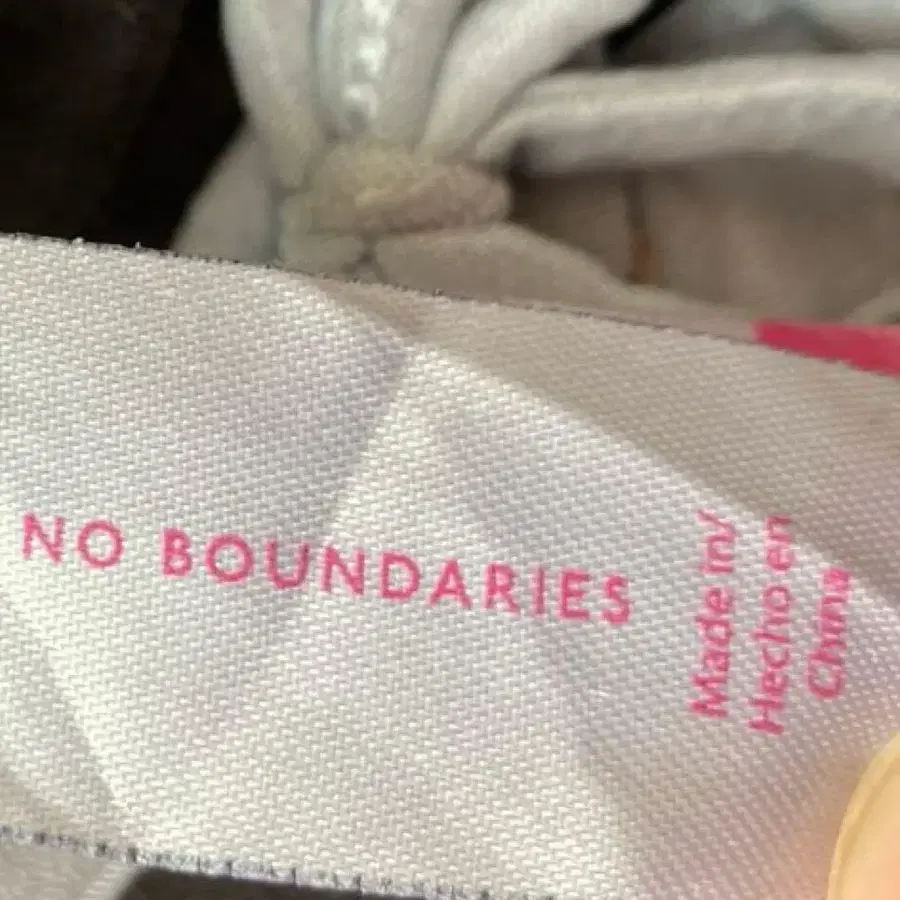 NO BOUNDARIES
Made in/
Hecho en
China